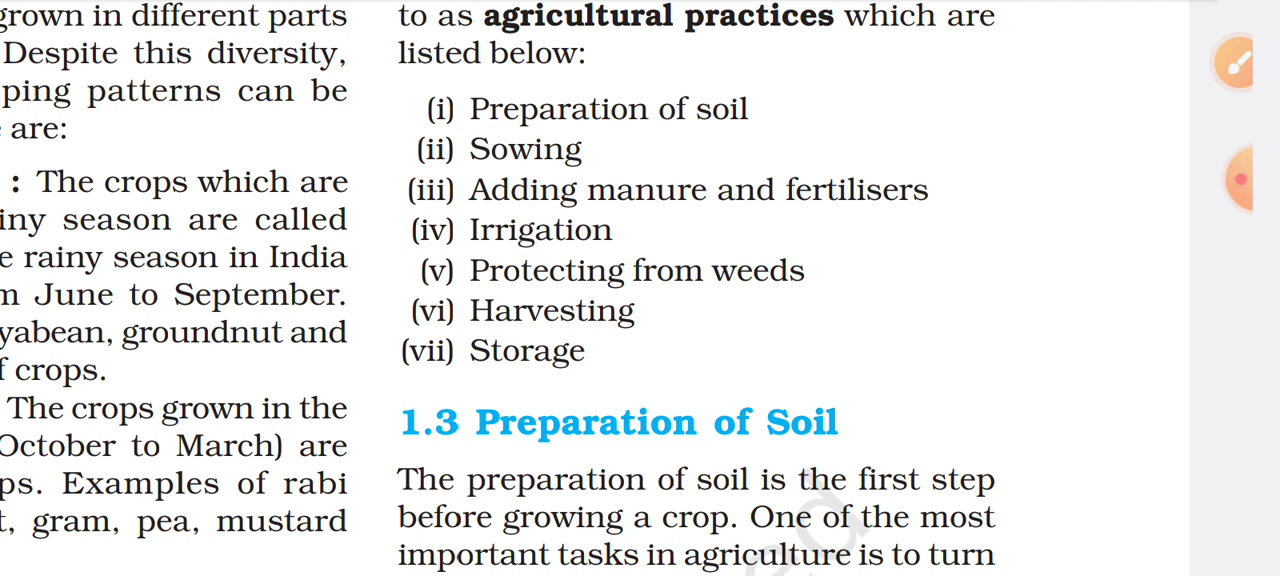 grown in different parts
Despite this diversity,
ping patterns can be
are:
: The crops which are
iny season are called
e rainy season in India
m June to September.
yabean, groundnut and
f crops.
The crops grown in the
October to March) are
ps. Examples of rabi
t, gram, pea, mustard
to as agricultural practices which are
listed below:
(i) Preparation of soil
(ii) Sowing
(iii) Adding manure and fertilisers
(iv) Irrigation
(v) Protecting from weeds
(vi) Harvesting
(vii) Storage
1.3 Preparation of Soil
The preparation of soil is the first step
before growing a crop. One of the most
important tasks in agriculture is to turn